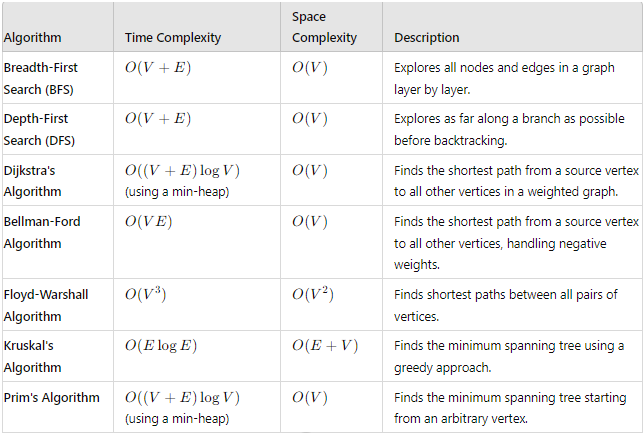 Algorithm Time Complexity Space Complexity Description
Breadth-First Search (BFS) O(V + E) O(V) Explores all nodes and edges in a graph layer by layer.
Depth-First Search (DFS) O(V + E) O(V) Explores as far along a branch as possible before backtracking.
Dijkstra's Algorithm O((V + E) log V) (using a min-heap) O(V) Finds the shortest path from a source vertex to all other vertices in a weighted graph.
Bellman-Ford Algorithm O(VE) O(V) Finds the shortest path from a source vertex to all other vertices, handling negative weights.
Floyd-Warshall Algorithm O(V³) O(V²) Finds shortest paths between all pairs of vertices.
Kruskal's Algorithm O(E log E) O(E + V) Finds the minimum spanning tree using a greedy approach.
Prim's Algorithm O((V + E) log V) (using a min-heap) O(V) Finds the minimum spanning tree starting from an arbitrary vertex.